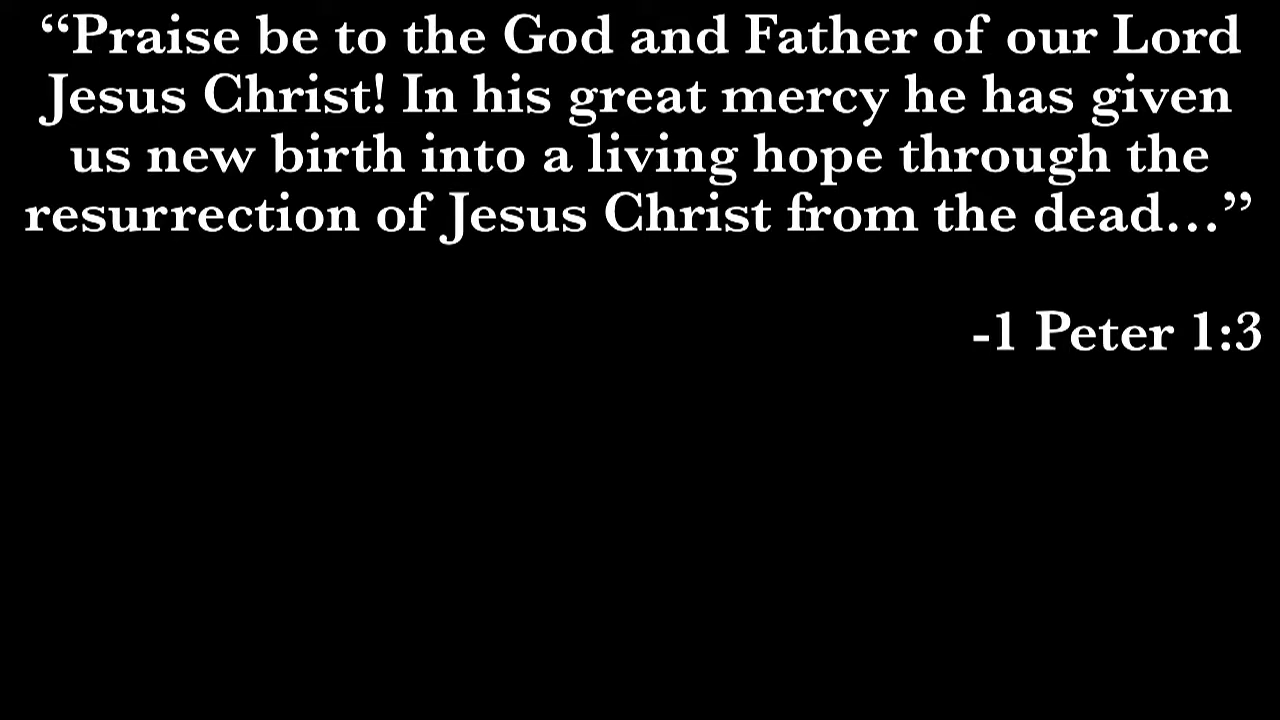 “Praise be to the God and Father of our Lord
Jesus Christ! In his great mercy he has given
us new birth into a living hope through the
resurrection of Jesus Christ from the dead…”
-1 Peter 1:3